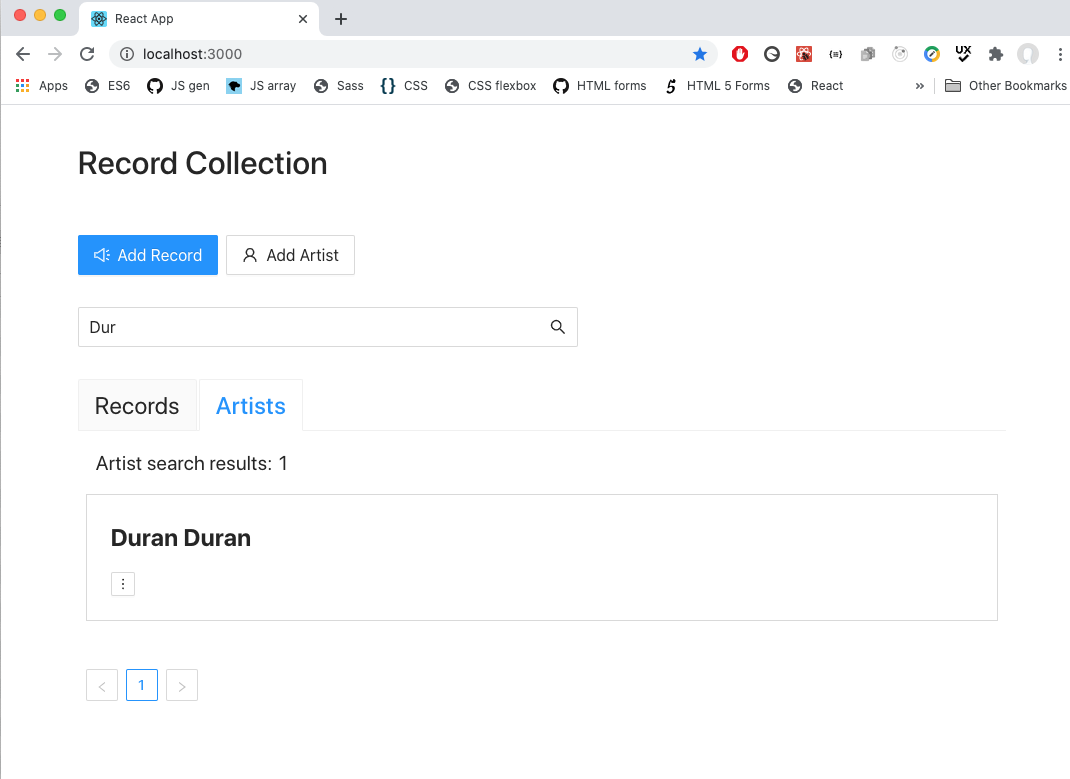 React App
localhost:3000
UX
Apps ES6 JS gen JS array Sass {} CSS CSS flexbox HTML forms 5 HTML 5 Forms React » Other Bookmarks
Record Collection
Add Record Add Artist
Dur
Records Artists
Artist search results: 1
Duran Duran
< 1 >